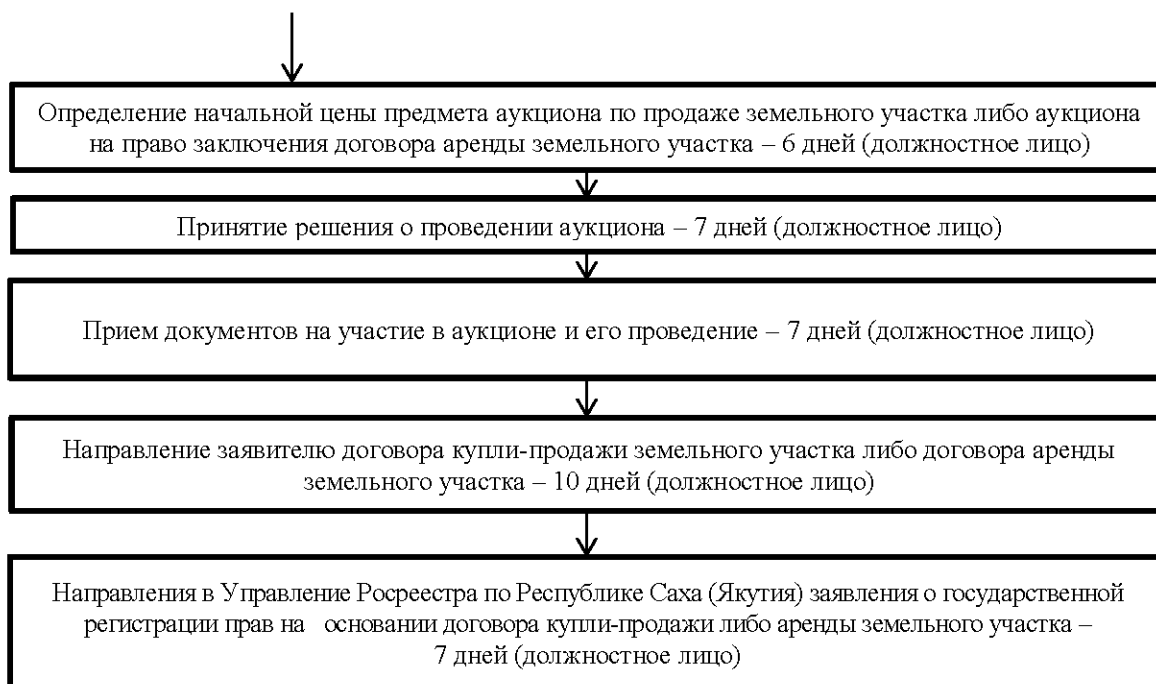 Определение начальной цены предмета аукциона по продаже земельного участка либо аукциона
на право заключения договора аренды земельного участка – 6 дней (должностное лицо)
Принятие решения о проведении аукциона – 7 дней (должностное лицо)
Прием документов на участие в аукционе и его проведение – 7 дней (должностное лицо)
Направление заявителю договора купли-продажи земельного участка либо договора аренды
земельного участка – 10 дней (должностное лицо)
Направления в Управление Росреестра по Республике Саха (Якутия) заявления о государственной
регистрации прав на основании договора купли-продажи либо аренды земельного участка –
7 дней (должностное лицо)